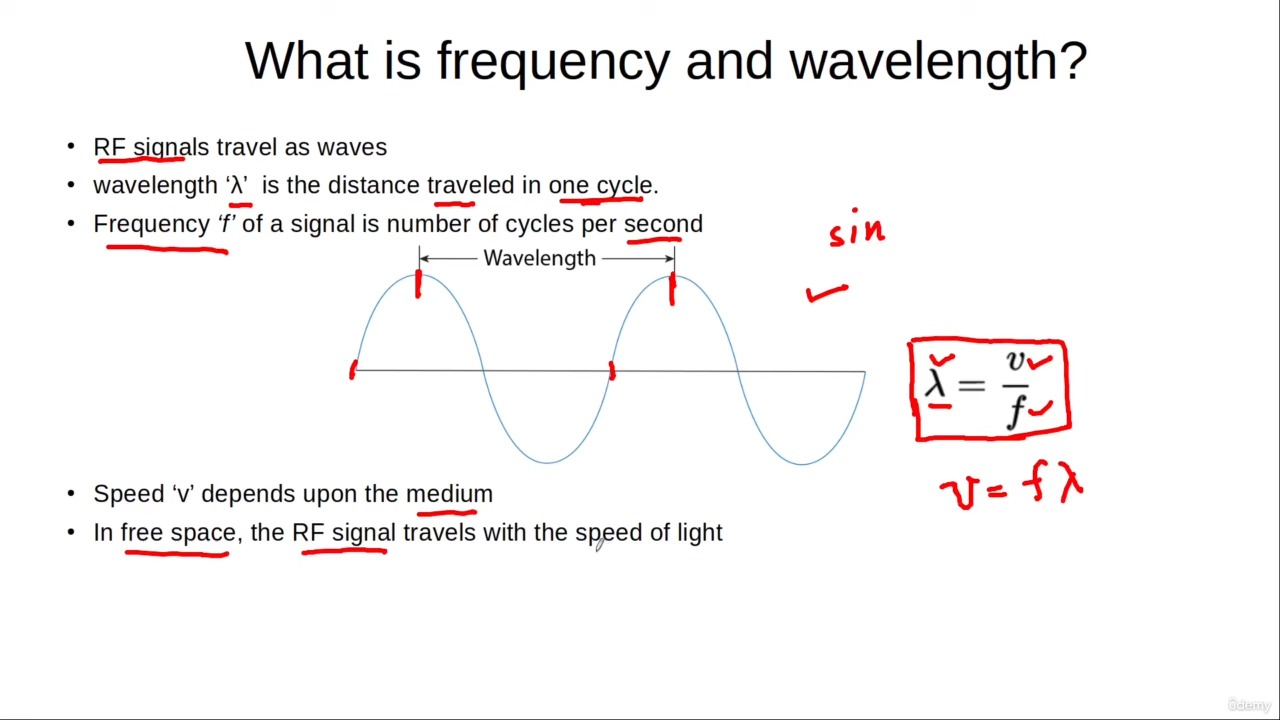 What is frequency and wavelength?
• RF signals travel as waves
• wavelength ‘λ’ is the distance traveled in one cycle.
• Frequency ‘f’ of a signal is number of cycles per second
sin
Wavelength
λ = v/f
v = f λ
• Speed ‘v’ depends upon the medium
• In free space, the RF signal travels with the speed of light
ûdemy